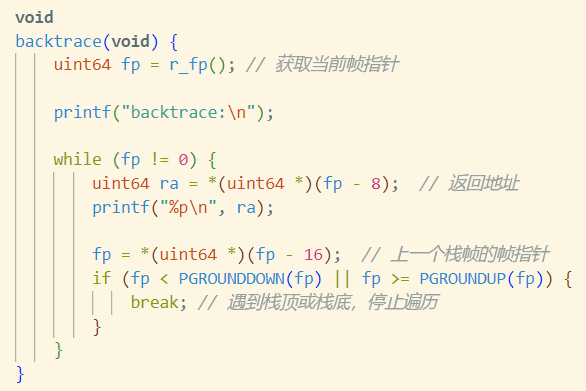 void
backtrace(void) {
    uint64 fp = r_fp(); // 获取当前帧指针
    printf("backtrace:\n");
    while (fp != 0) {
        uint64 ra = *(uint64 *)(fp - 8);  // 返回地址
        printf("%p\n", ra);
        fp = *(uint64 *)(fp - 16);  // 上一个栈帧的帧指针
        if (fp < PGROUNDDOWN(fp) || fp >= PGROUNDUP(fp)) {
            break; // 遇到栈顶或栈底，停止遍历
        }
    }
}